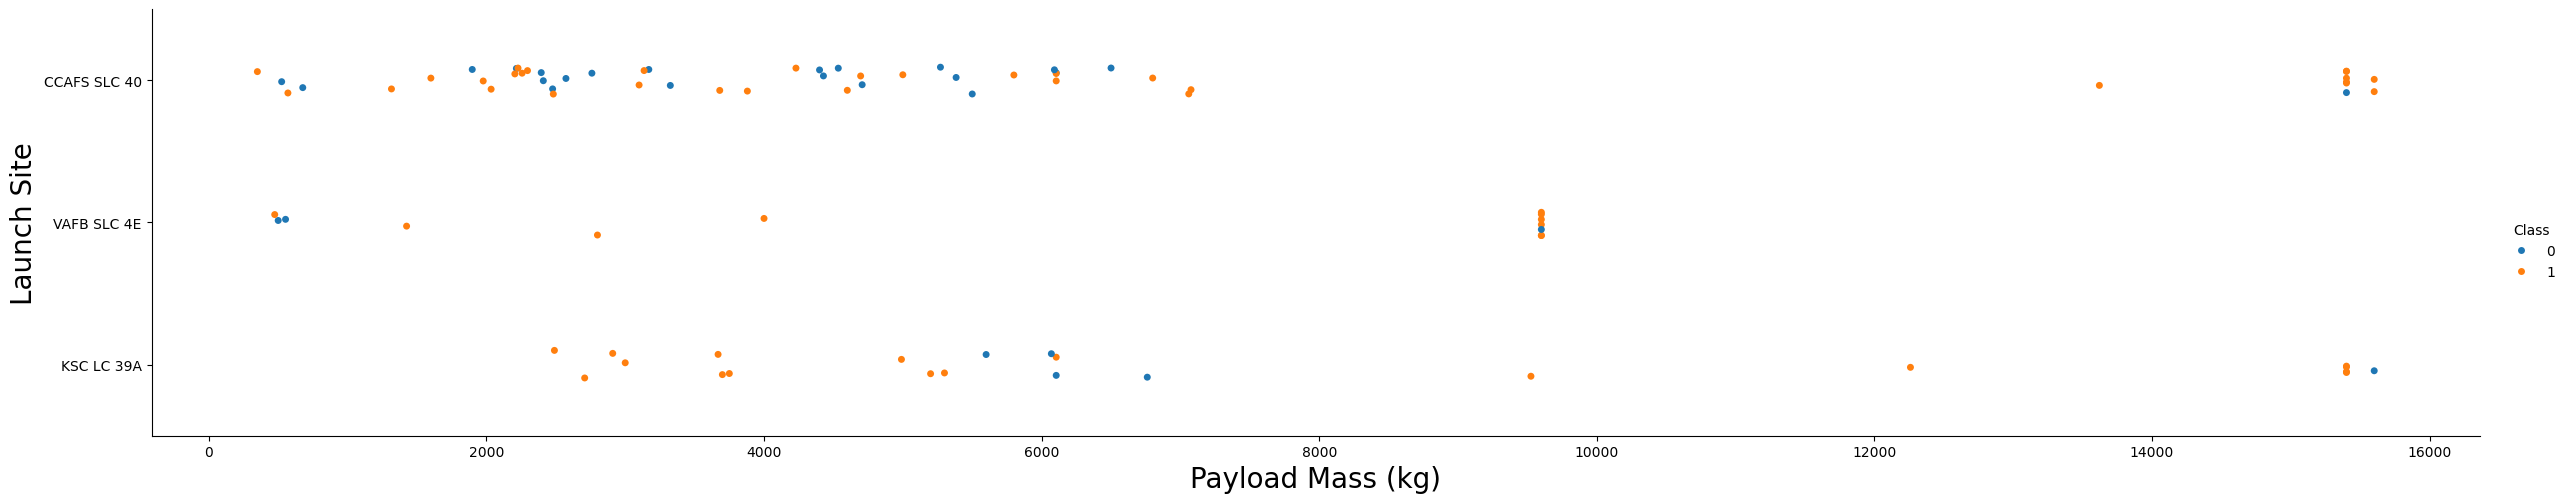 Launch Site
CCAFS SLC 40
VAFB SLC 4E
KSC LC 39A
0 2000 4000 6000 8000 10000 12000 14000 16000
Payload Mass (kg)
Class
0
1